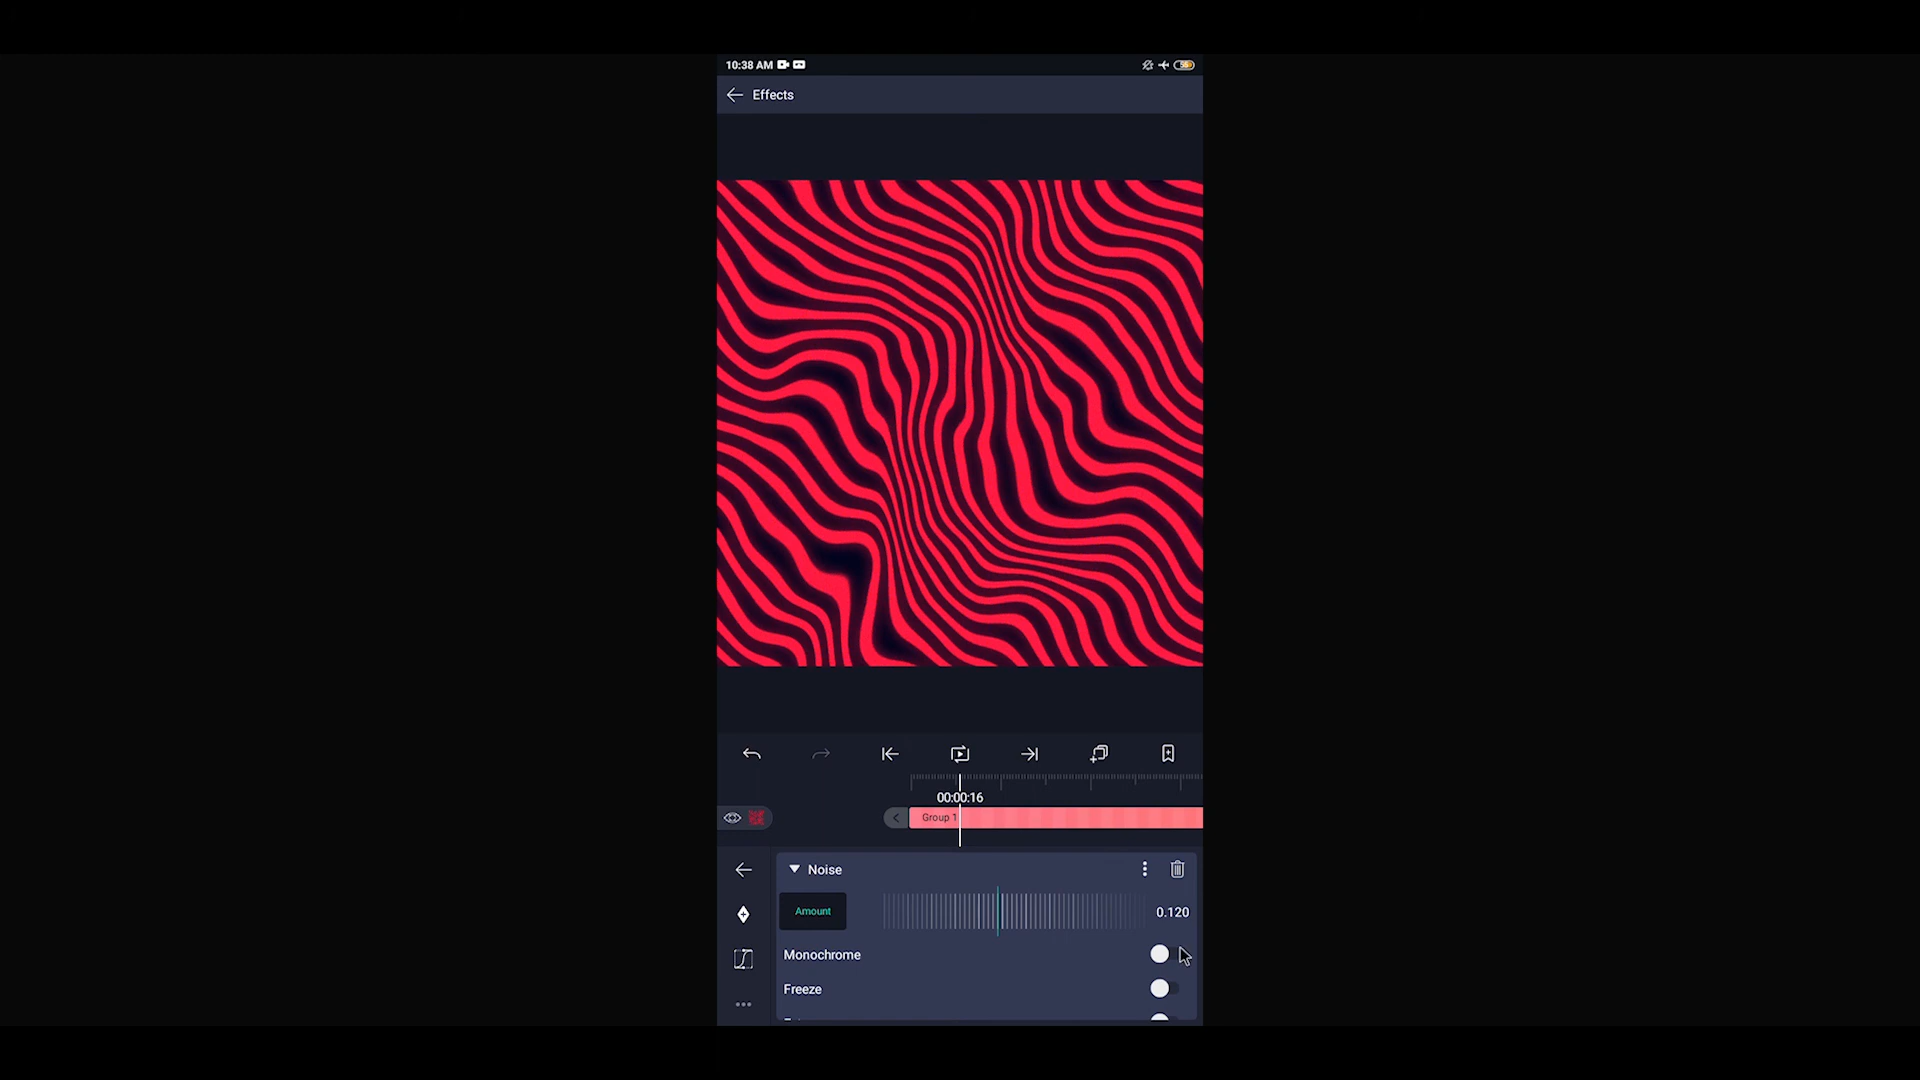 10:38 AM
Effects
00:00:16
Group 1
Noise
Amount
0.120
Monochrome
Freeze